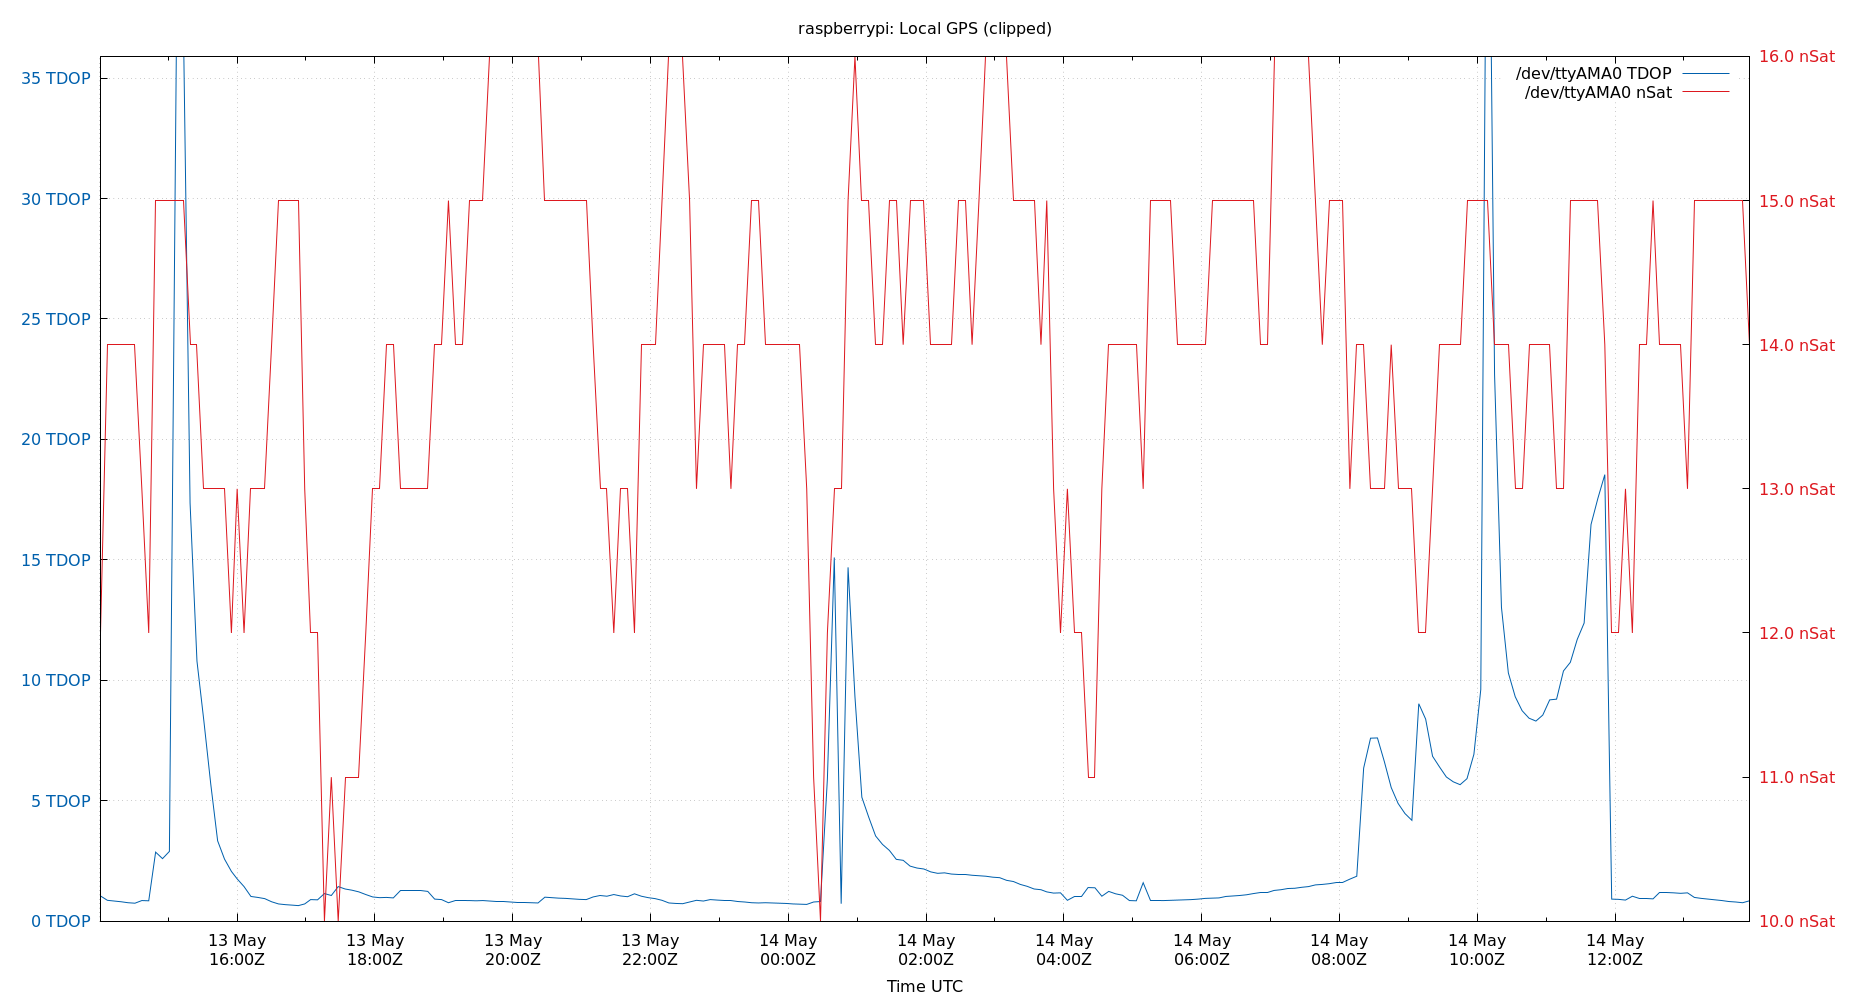 raspberrypi: Local GPS (clipped)
/dev/ttyAMA0 TDOP
/dev/ttyAMA0 nSat
35 TDOP
30 TDOP
25 TDOP
20 TDOP
15 TDOP
10 TDOP
5 TDOP
0 TDOP
16.0 nSat
15.0 nSat
14.0 nSat
13.0 nSat
12.0 nSat
11.0 nSat
10.0 nSat
13 May
16:00Z
13 May
18:00Z
13 May
20:00Z
13 May
22:00Z
14 May
00:00Z
14 May
02:00Z
14 May
04:00Z
14 May
06:00Z
14 May
08:00Z
14 May
10:00Z
14 May
12:00Z
Time UTC